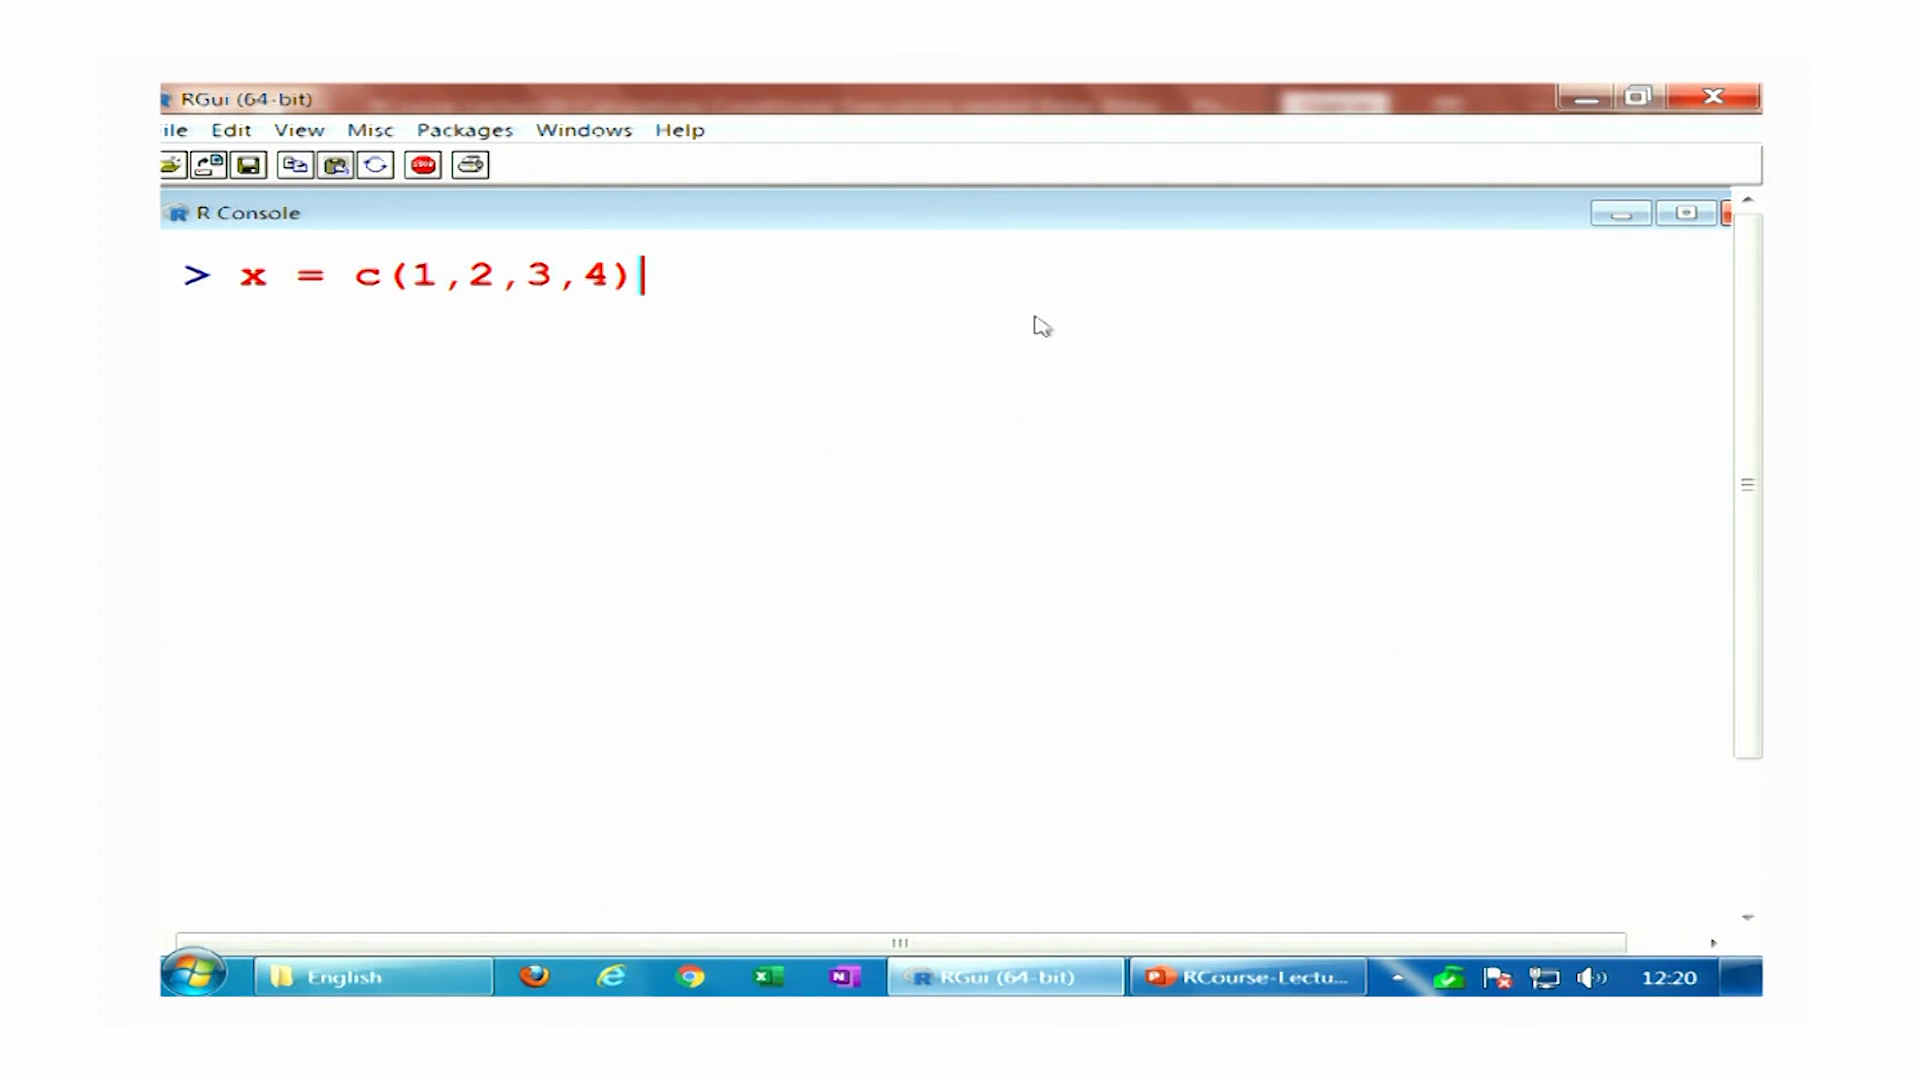 RGui (64-bit)
ile Edit View Misc Packages Windows Help
STOP
R Console
> x = c(1,2,3,4)
English RGui (64-bit) RCourse-Lectu... 12:20